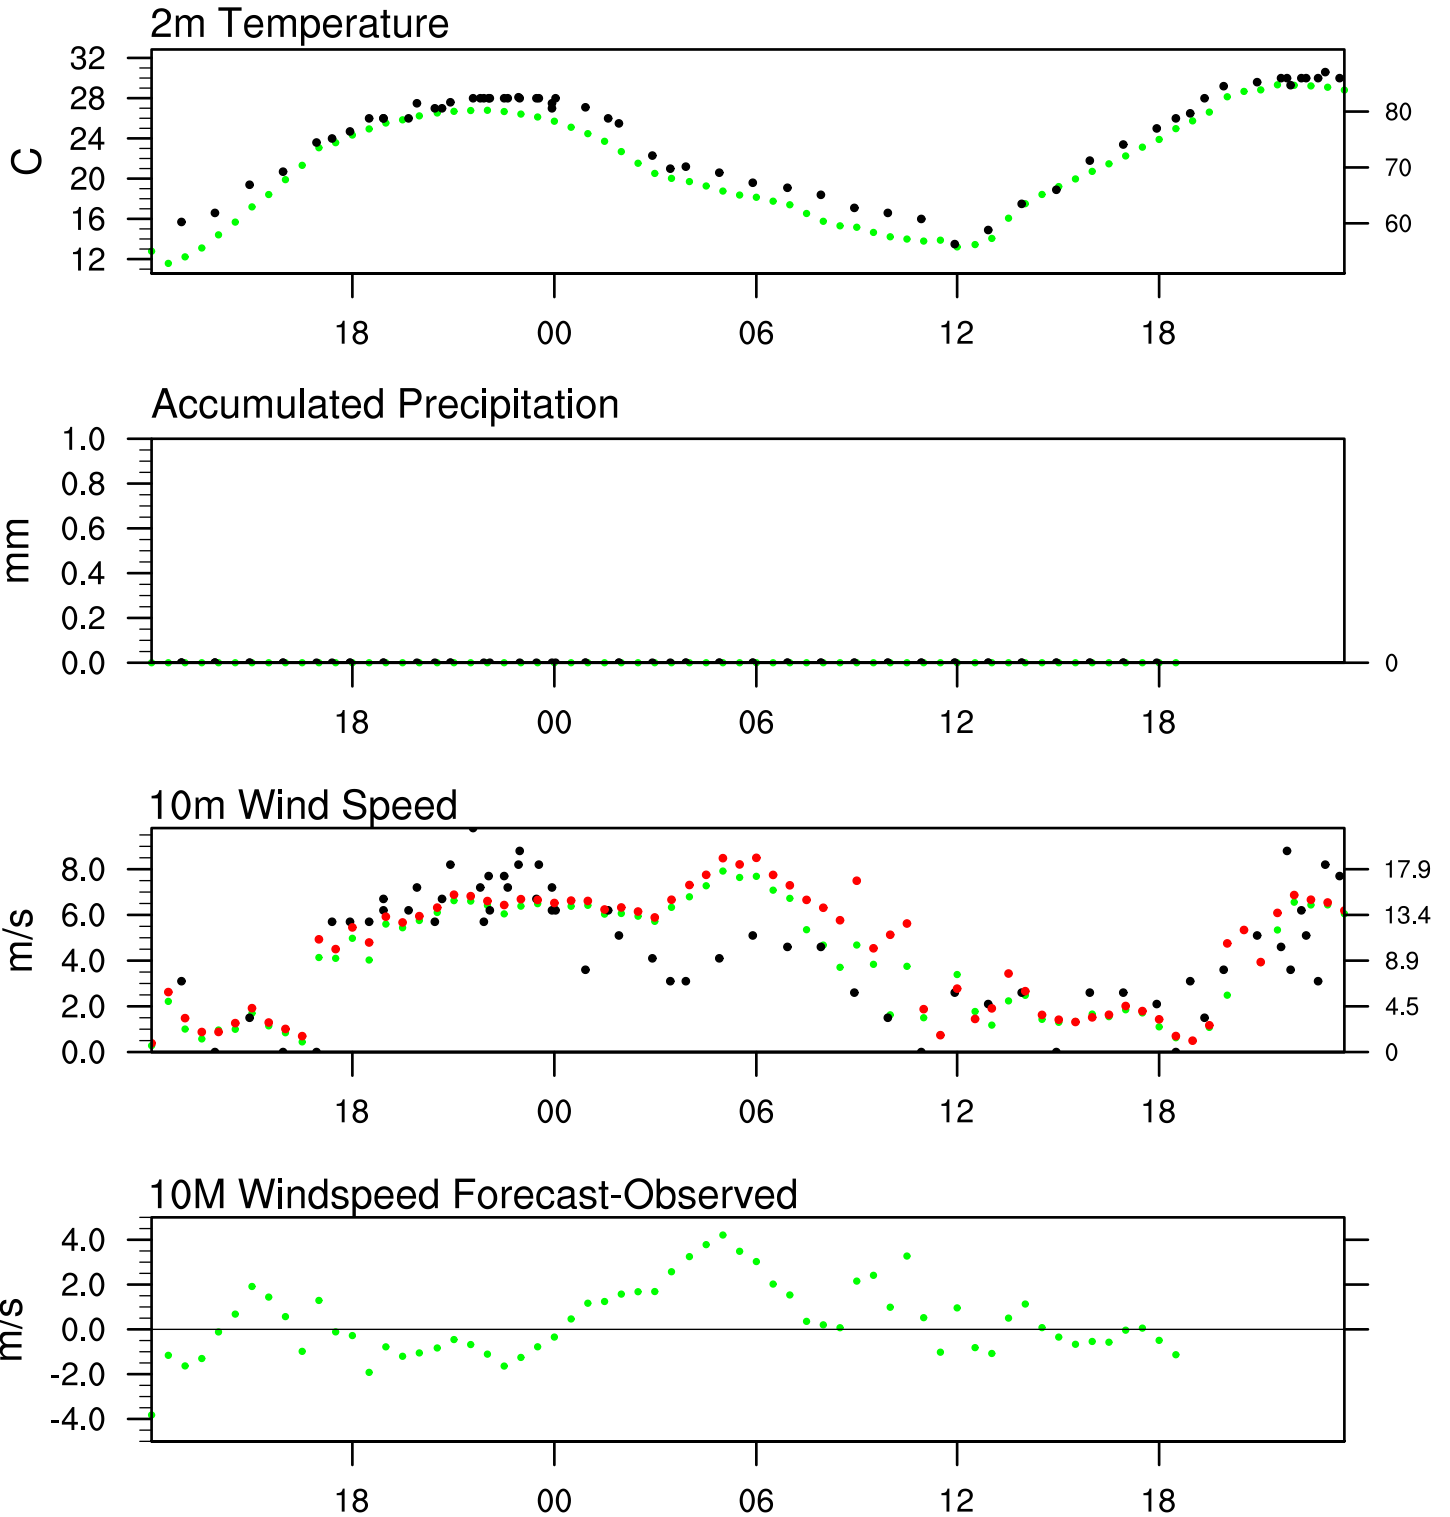 2m Temperature
32
28
24
20
16
12
C
80
70
60
18 00 06 12 18
Accumulated Precipitation
1.0
0.8
0.6
0.4
0.2
0.0
mm
0
18 00 06 12 18
10m Wind Speed
8.0
6.0
4.0
2.0
0.0
m/s
17.9
13.4
8.9
4.5
0
18 00 06 12 18
10M Windspeed Forecast-Observed
4.0
2.0
0.0
-2.0
-4.0
m/s
18 00 06 12 18